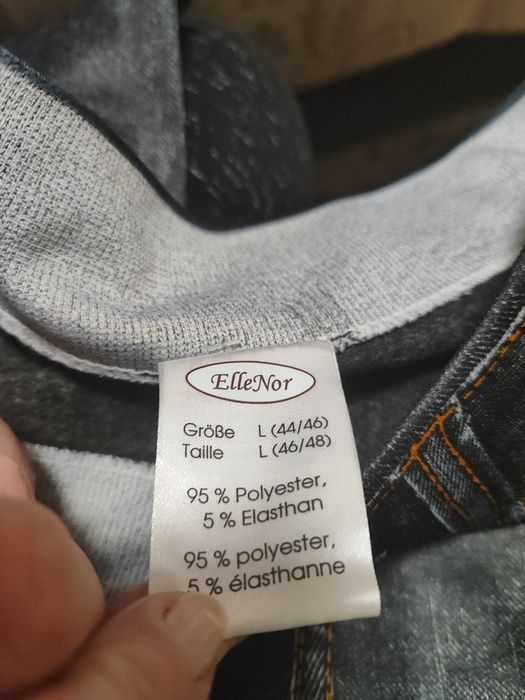 ElleNor
Größe L (44/46)
Taille L (46/48)
95 % Polyester,
5 % Elasthan
95 % polyester,
5 % élasthanne